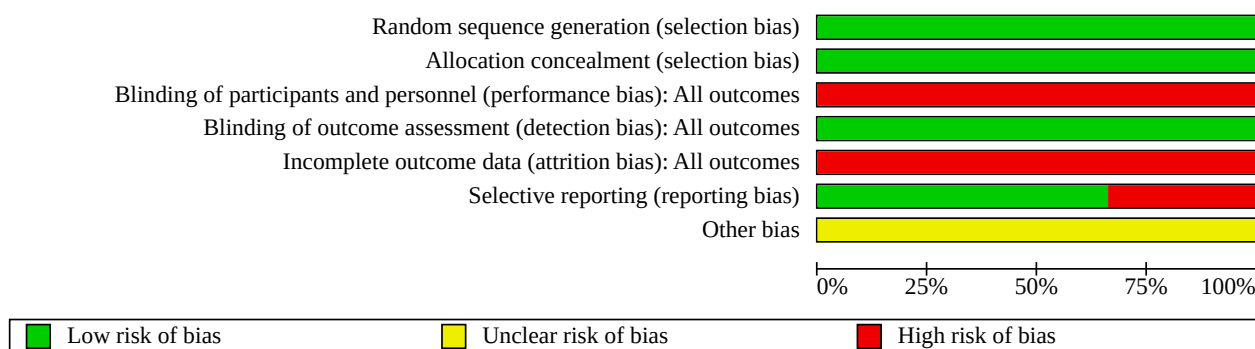 Random sequence generation (selection bias)
Allocation concealment (selection bias)
Blinding of participants and personnel (performance bias): All outcomes
Blinding of outcome assessment (detection bias): All outcomes
Incomplete outcome data (attrition bias): All outcomes
Selective reporting (reporting bias)
Other bias
0% 25% 50% 75% 100%
Low risk of bias Unclear risk of bias High risk of bias